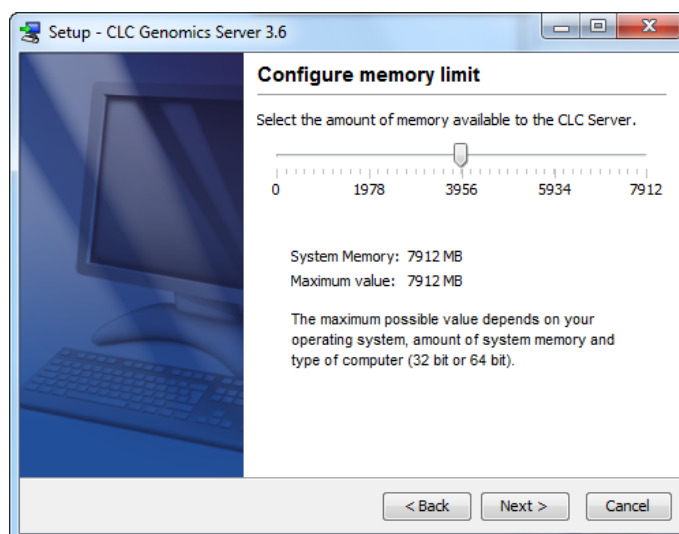 Setup - CLC Genomics Server 3.6
Configure memory limit
Select the amount of memory available to the CLC Server.
0 1978 3956 5934 7912
System Memory: 7912 MB
Maximum value: 7912 MB
The maximum possible value depends on your
operating system, amount of system memory and
type of computer (32 bit or 64 bit).
< Back Next > Cancel